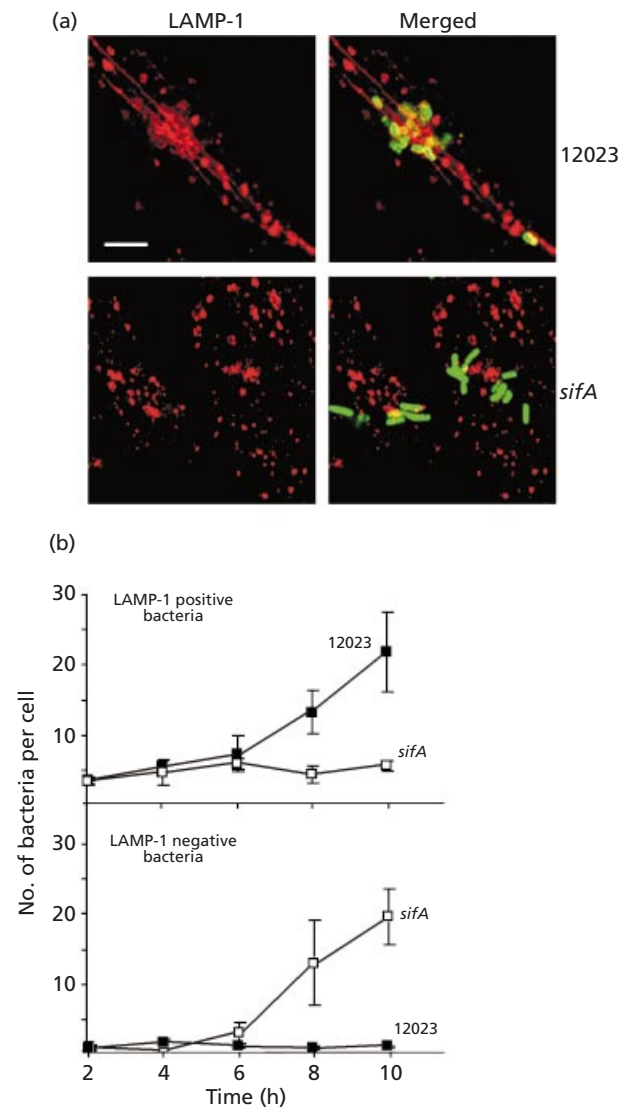 (a)
LAMP-1
Merged
12023
sifA
(b)
No. of bacteria per cell
30
LAMP-1 positive
bacteria
12023
20
10
sifA
30
LAMP-1 negative
bacteria
20
sifA
10
12023
2 4 6 8 10
Time (h)